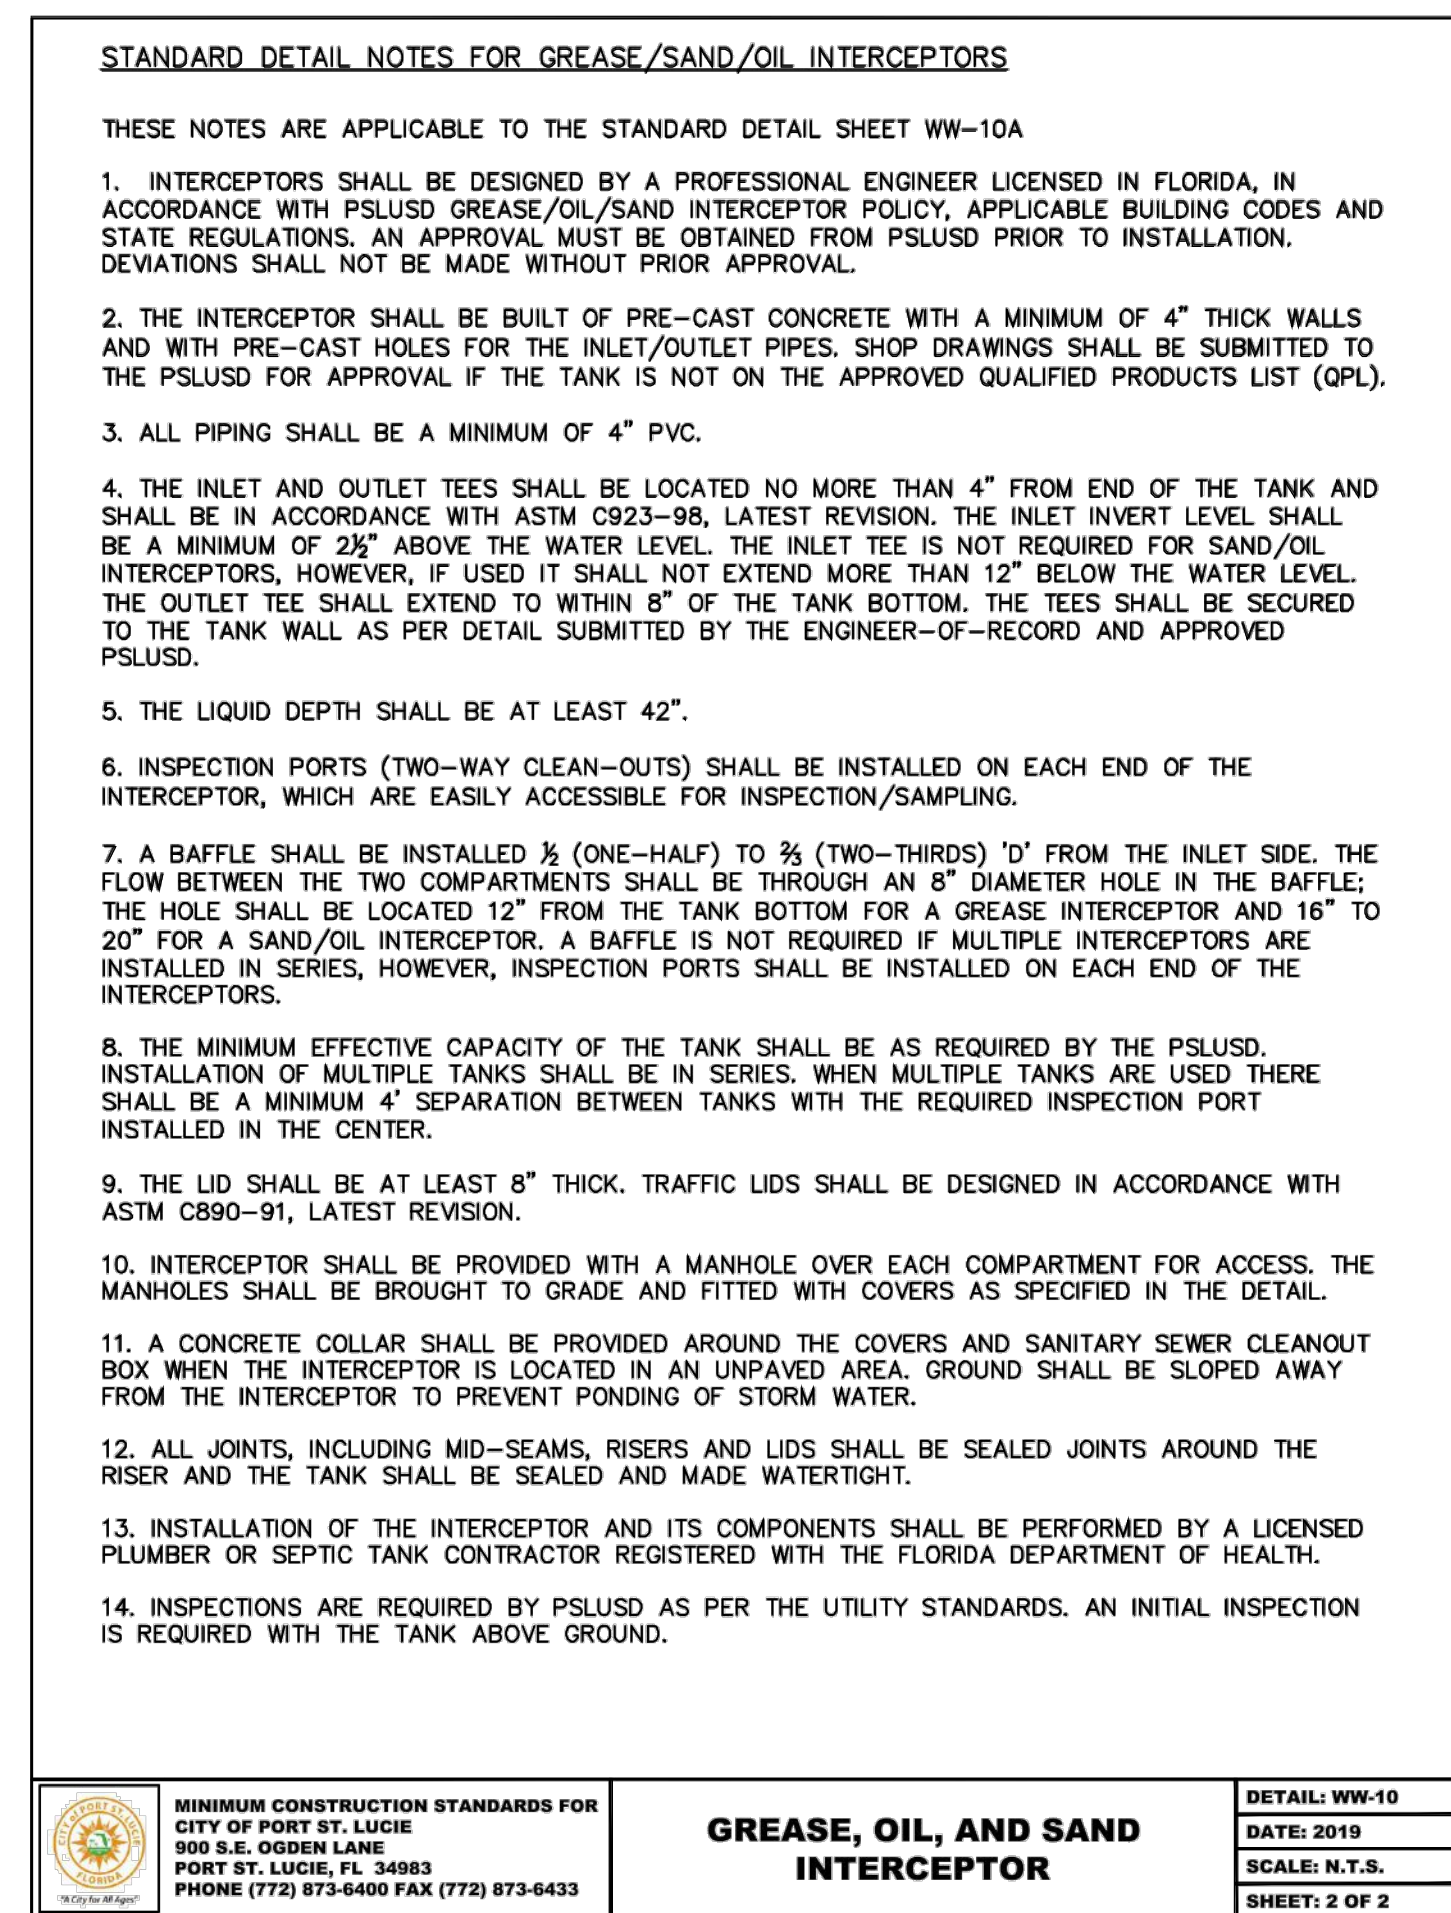 STANDARD DETAIL NOTES FOR GREASE/SAND/OIL INTERCEPTORS
THESE NOTES ARE APPLICABLE TO THE STANDARD DETAIL SHEET WW-10A
1. INTERCEPTORS SHALL BE DESIGNED BY A PROFESSIONAL ENGINEER LICENSED IN FLORIDA, IN
ACCORDANCE WITH PSLUSD GREASE/OIL/SAND INTERCEPTOR POLICY, APPLICABLE BUILDING CODES AND
STATE REGULATIONS. AN APPROVAL MUST BE OBTAINED FROM PSLUSD PRIOR TO INSTALLATION.
DEVIATIONS SHALL NOT BE MADE WITHOUT PRIOR APPROVAL.
2. THE INTERCEPTOR SHALL BE BUILT OF PRE-CAST CONCRETE WITH A MINIMUM OF 4" THICK WALLS
AND WITH PRE-CAST HOLES FOR THE INLET/OUTLET PIPES. SHOP DRAWINGS SHALL BE SUBMITTED TO
THE PSLUSD FOR APPROVAL IF THE TANK IS NOT ON THE APPROVED QUALIFIED PRODUCTS LIST (QPL).
3. ALL PIPING SHALL BE A MINIMUM OF 4" PVC.
4. THE INLET AND OUTLET TEES SHALL BE LOCATED NO MORE THAN 4" FROM END OF THE TANK AND
SHALL BE IN ACCORDANCE WITH ASTM C923-98, LATEST REVISION. THE INLET INVERT LEVEL SHALL
BE A MINIMUM OF 2½" ABOVE THE WATER LEVEL. THE INLET TEE IS NOT REQUIRED FOR SAND/OIL
INTERCEPTORS, HOWEVER, IF USED IT SHALL NOT EXTEND MORE THAN 12" BELOW THE WATER LEVEL.
THE OUTLET TEE SHALL EXTEND TO WITHIN 8" OF THE TANK BOTTOM. THE TEES SHALL BE SECURED
TO THE TANK WALL AS PER DETAIL SUBMITTED BY THE ENGINEER-OF-RECORD AND APPROVED
PSLUSD.
5. THE LIQUID DEPTH SHALL BE AT LEAST 42".
6. INSPECTION PORTS (TWO-WAY CLEAN-OUTS) SHALL BE INSTALLED ON EACH END OF THE
INTERCEPTOR, WHICH ARE EASILY ACCESSIBLE FOR INSPECTION/SAMPLING.
7. A BAFFLE SHALL BE INSTALLED ½ (ONE-HALF) TO ⅔ (TWO-THIRDS) 'D' FROM THE INLET SIDE. THE
FLOW BETWEEN THE TWO COMPARTMENTS SHALL BE THROUGH AN 8" DIAMETER HOLE IN THE BAFFLE;
THE HOLE SHALL BE LOCATED 12" FROM THE TANK BOTTOM FOR A GREASE INTERCEPTOR AND 16" TO
20" FOR A SAND/OIL INTERCEPTOR. A BAFFLE IS NOT REQUIRED IF MULTIPLE INTERCEPTORS ARE
INSTALLED IN SERIES, HOWEVER, INSPECTION PORTS SHALL BE INSTALLED ON EACH END OF THE
INTERCEPTORS.
8. THE MINIMUM EFFECTIVE CAPACITY OF THE TANK SHALL BE AS REQUIRED BY THE PSLUSD.
INSTALLATION OF MULTIPLE TANKS SHALL BE IN SERIES. WHEN MULTIPLE TANKS ARE USED THERE
SHALL BE A MINIMUM 4' SEPARATION BETWEEN TANKS WITH THE REQUIRED INSPECTION PORT
INSTALLED IN THE CENTER.
9. THE LID SHALL BE AT LEAST 8" THICK. TRAFFIC LIDS SHALL BE DESIGNED IN ACCORDANCE WITH
ASTM C890-91, LATEST REVISION.
10. INTERCEPTOR SHALL BE PROVIDED WITH A MANHOLE OVER EACH COMPARTMENT FOR ACCESS. THE
MANHOLES SHALL BE BROUGHT TO GRADE AND FITTED WITH COVERS AS SPECIFIED IN THE DETAIL.
11. A CONCRETE COLLAR SHALL BE PROVIDED AROUND THE COVERS AND SANITARY SEWER CLEANOUT
BOX WHEN THE INTERCEPTOR IS LOCATED IN AN UNPAVED AREA. GROUND SHALL BE SLOPED AWAY
FROM THE INTERCEPTOR TO PREVENT PONDING OF STORM WATER.
12. ALL JOINTS, INCLUDING MID-SEAMS, RISERS AND LIDS SHALL BE SEALED JOINTS AROUND THE
RISER AND THE TANK SHALL BE SEALED AND MADE WATERTIGHT.
13. INSTALLATION OF THE INTERCEPTOR AND ITS COMPONENTS SHALL BE PERFORMED BY A LICENSED
PLUMBER OR SEPTIC TANK CONTRACTOR REGISTERED WITH THE FLORIDA DEPARTMENT OF HEALTH.
14. INSPECTIONS ARE REQUIRED BY PSLUSD AS PER THE UTILITY STANDARDS. AN INITIAL INSPECTION
IS REQUIRED WITH THE TANK ABOVE GROUND.
CITY of PORT ST. LUCIE
FLORIDA
"A City for All Ages"
MINIMUM CONSTRUCTION STANDARDS FOR
CITY OF PORT ST. LUCIE
900 S.E. OGDEN LANE
PORT ST. LUCIE, FL 34983
PHONE (772) 873-6400 FAX (772) 873-6433
GREASE, OIL, AND SAND
INTERCEPTOR
DETAIL: WW-10
DATE: 2019
SCALE: N.T.S.
SHEET: 2 OF 2